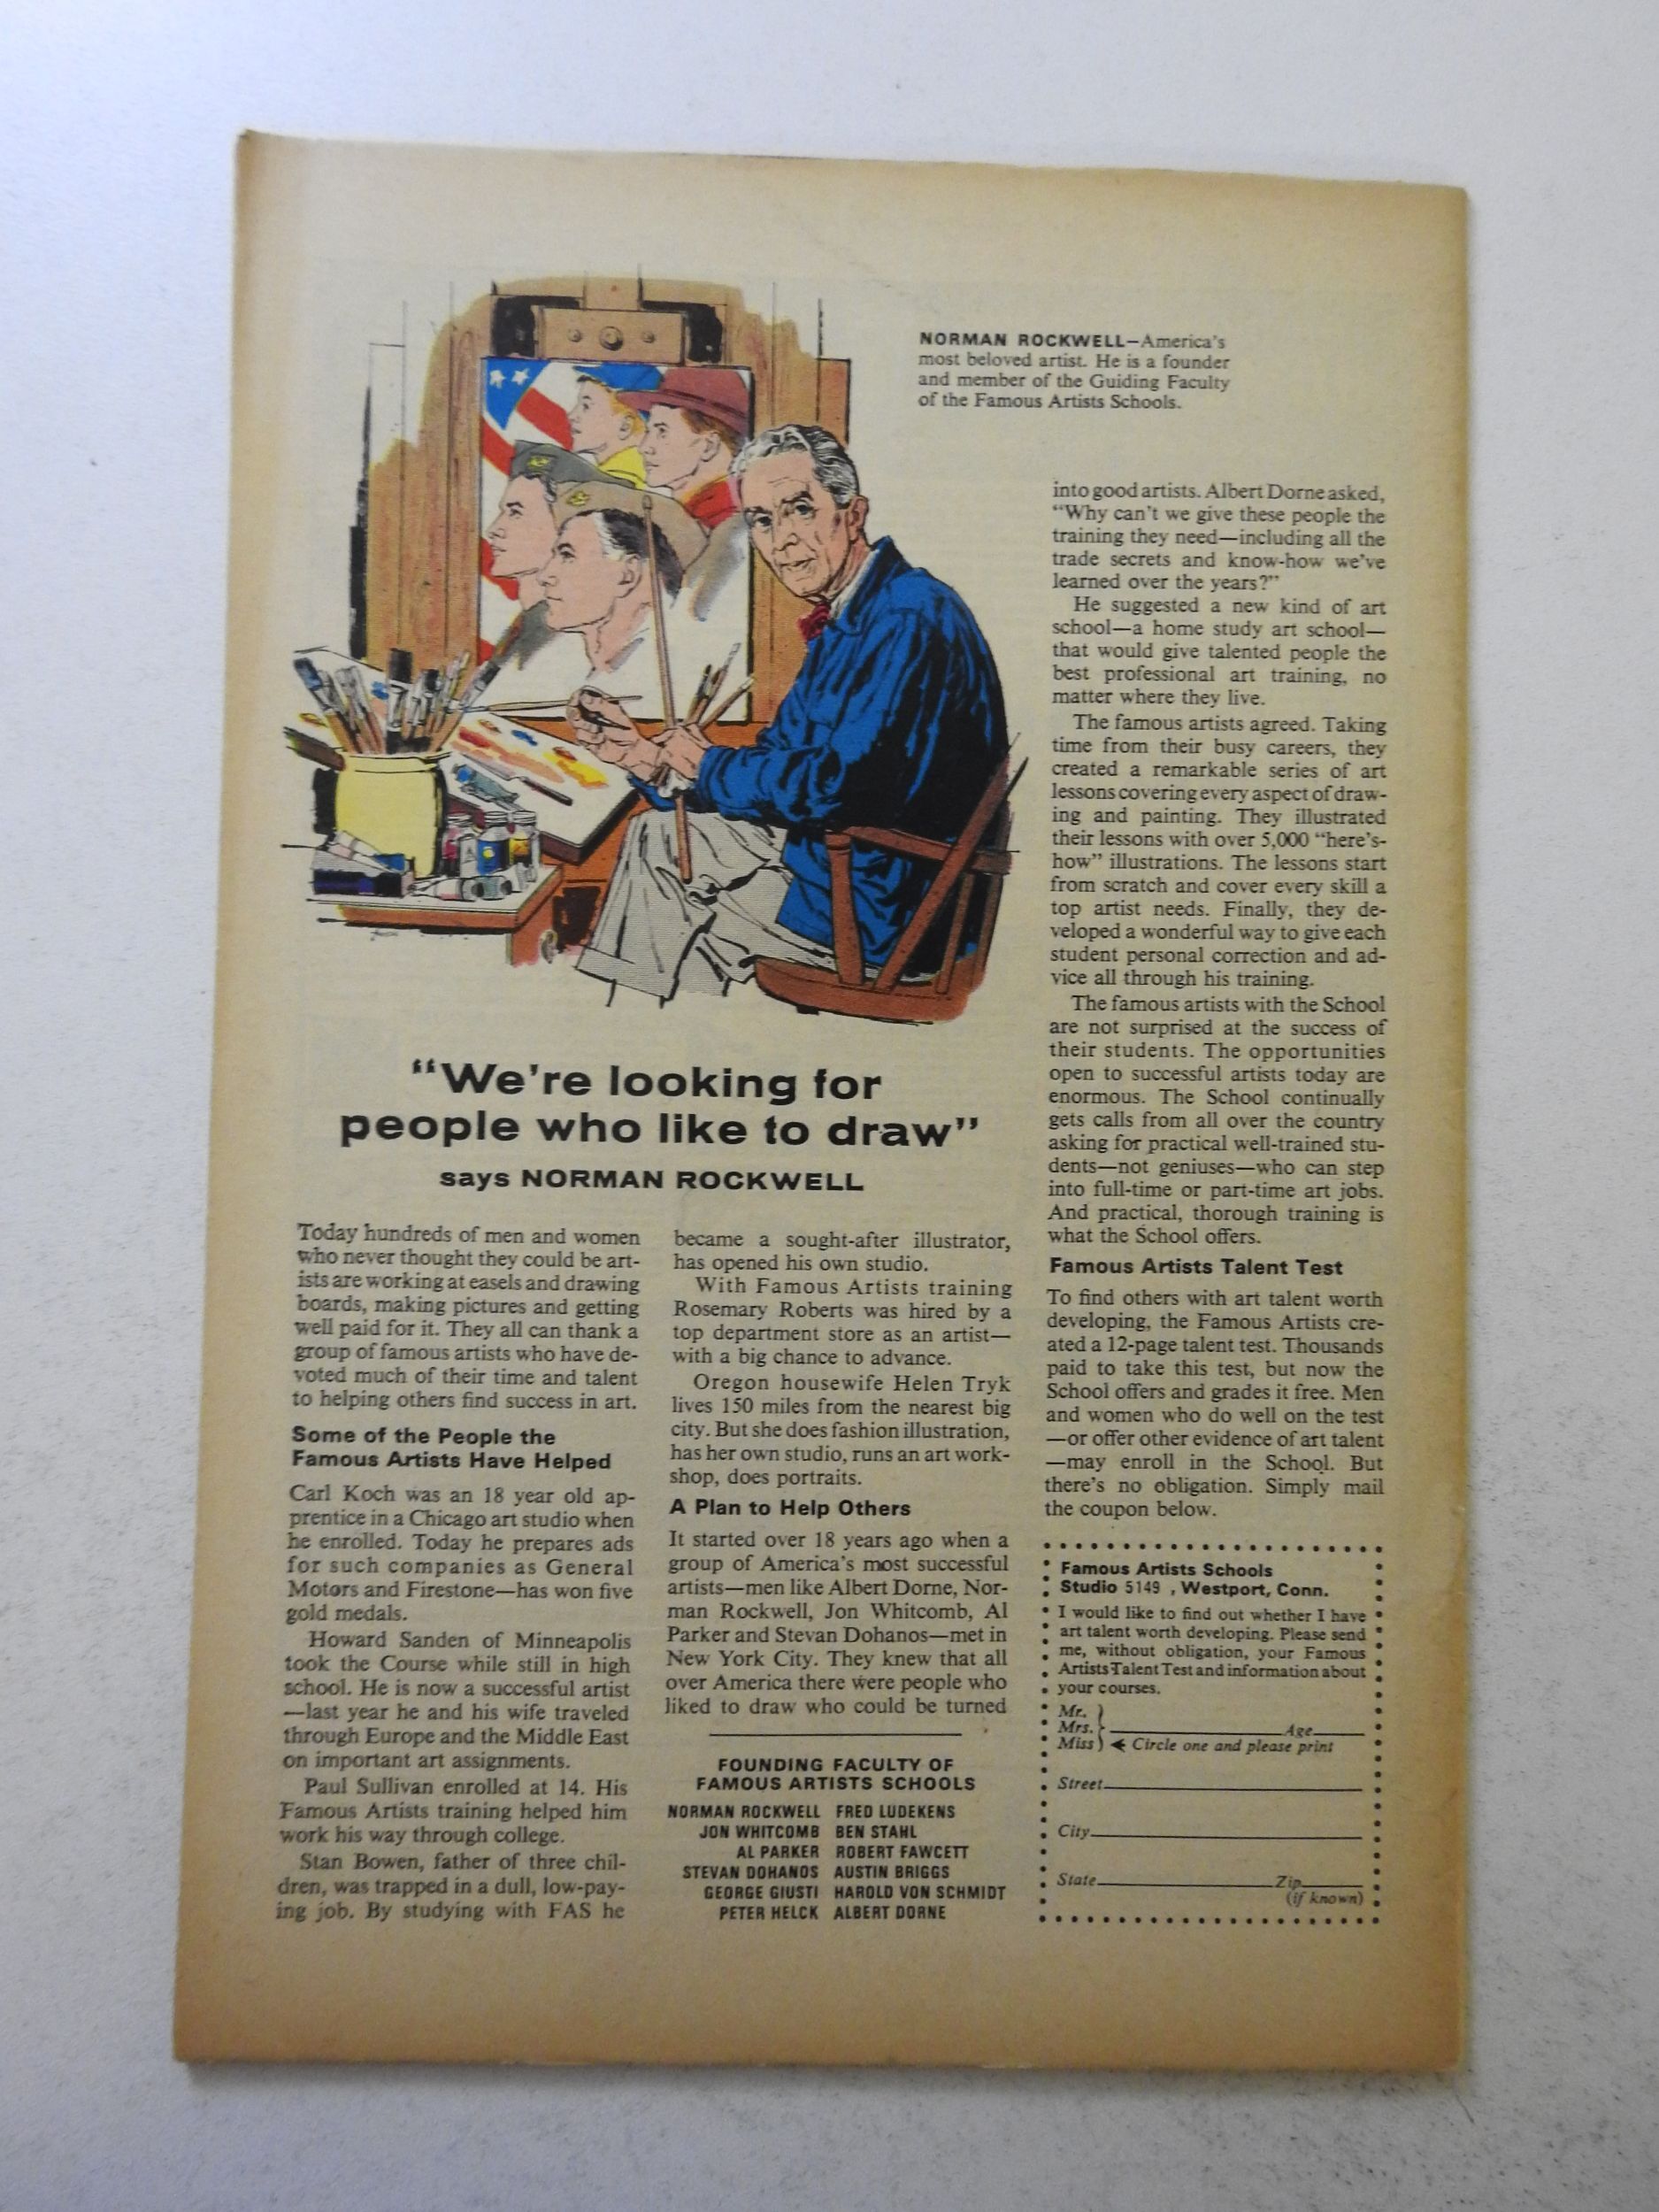 NORMAN ROCKWELL—America's
most beloved artist. He is a founder
and member of the Guiding Faculty
of the Famous Artists Schools.
"We're looking for
people who like to draw"
says NORMAN ROCKWELL
Today hundreds of men and women
who never thought they could be art-
ists are working at easels and drawing
boards, making pictures and getting
well paid for it. They all can thank a
group of famous artists who have de-
voted much of their time and talent
to helping others find success in art.
Some of the People the
Famous Artists Have Helped
Carl Koch was an 18 year old ap-
prentice in a Chicago art studio when
he enrolled. Today he prepares ads
for such companies as General
Motors and Firestone—has won five
gold medals.
Howard Sanden of Minneapolis
took the Course while still in high
school. He is now a successful artist
—last year he and his wife traveled
through Europe and the Middle East
on important art assignments.
Paul Sullivan enrolled at 14. His
Famous Artists training helped him
work his way through college.
Stan Bowen, father of three chil-
dren, was trapped in a dull, low-pay-
ing job. By studying with FAS he
became a sought-after illustrator,
has opened his own studio.
With Famous Artists training
Rosemary Roberts was hired by a
top department store as an artist—
with a big chance to advance.
Oregon housewife Helen Tryk
lives 150 miles from the nearest big
city. But she does fashion illustration,
has her own studio, runs an art work-
shop, does portraits.
A Plan to Help Others
It started over 18 years ago when a
group of America's most successful
artists—men like Albert Dorne, Nor-
man Rockwell, Jon Whitcomb, Al
Parker and Stevan Dohanos—met in
New York City. They knew that all
over America there were people who
liked to draw who could be turned
into good artists. Albert Dorne asked,
"Why can't we give these people the
training they need—including all the
trade secrets and know-how we've
learned over the years?"
He suggested a new kind of art
school—a home study art school—
that would give talented people the
best professional art training, no
matter where they live.
The famous artists agreed. Taking
time from their busy careers, they
created a remarkable series of art
lessons covering every aspect of draw-
ing and painting. They illustrated
their lessons with over 5,000 "here's-
how" illustrations. The lessons start
from scratch and cover every skill a
top artist needs. Finally, they de-
veloped a wonderful way to give each
student personal correction and ad-
vice all through his training.
The famous artists with the School
are not surprised at the success of
their students. The opportunities
open to successful artists today are
enormous. The School continually
gets calls from all over the country
asking for practical well-trained stu-
dents—not geniuses—who can step
into full-time or part-time art jobs.
And practical, thorough training is
what the School offers.
Famous Artists Talent Test
To find others with art talent worth
developing, the Famous Artists cre-
ated a 12-page talent test. Thousands
paid to take this test, but now the
School offers and grades it free. Men
and women who do well on the test
—or offer other evidence of art talent
—may enroll in the School. But
there's no obligation. Simply mail
the coupon below.
FOUNDING FACULTY OF
FAMOUS ARTISTS SCHOOLS
NORMAN ROCKWELL FRED LUDEKENS
JON WHITCOMB BEN STAHL
AL PARKER ROBERT FAWCETT
STEVAN DOHANOS AUSTIN BRIGGS
GEORGE GIUSTI HAROLD VON SCHMIDT
PETER HELCK ALBERT DORNE
Famous Artists Schools
Studio 5149 , Westport, Conn.
I would like to find out whether I have
art talent worth developing. Please send
me, without obligation, your Famous
Artists Talent Test and information about
your courses.
Mr.
Mrs. Age
Miss Circle one and please print
Street
City
State Zip
(if known)